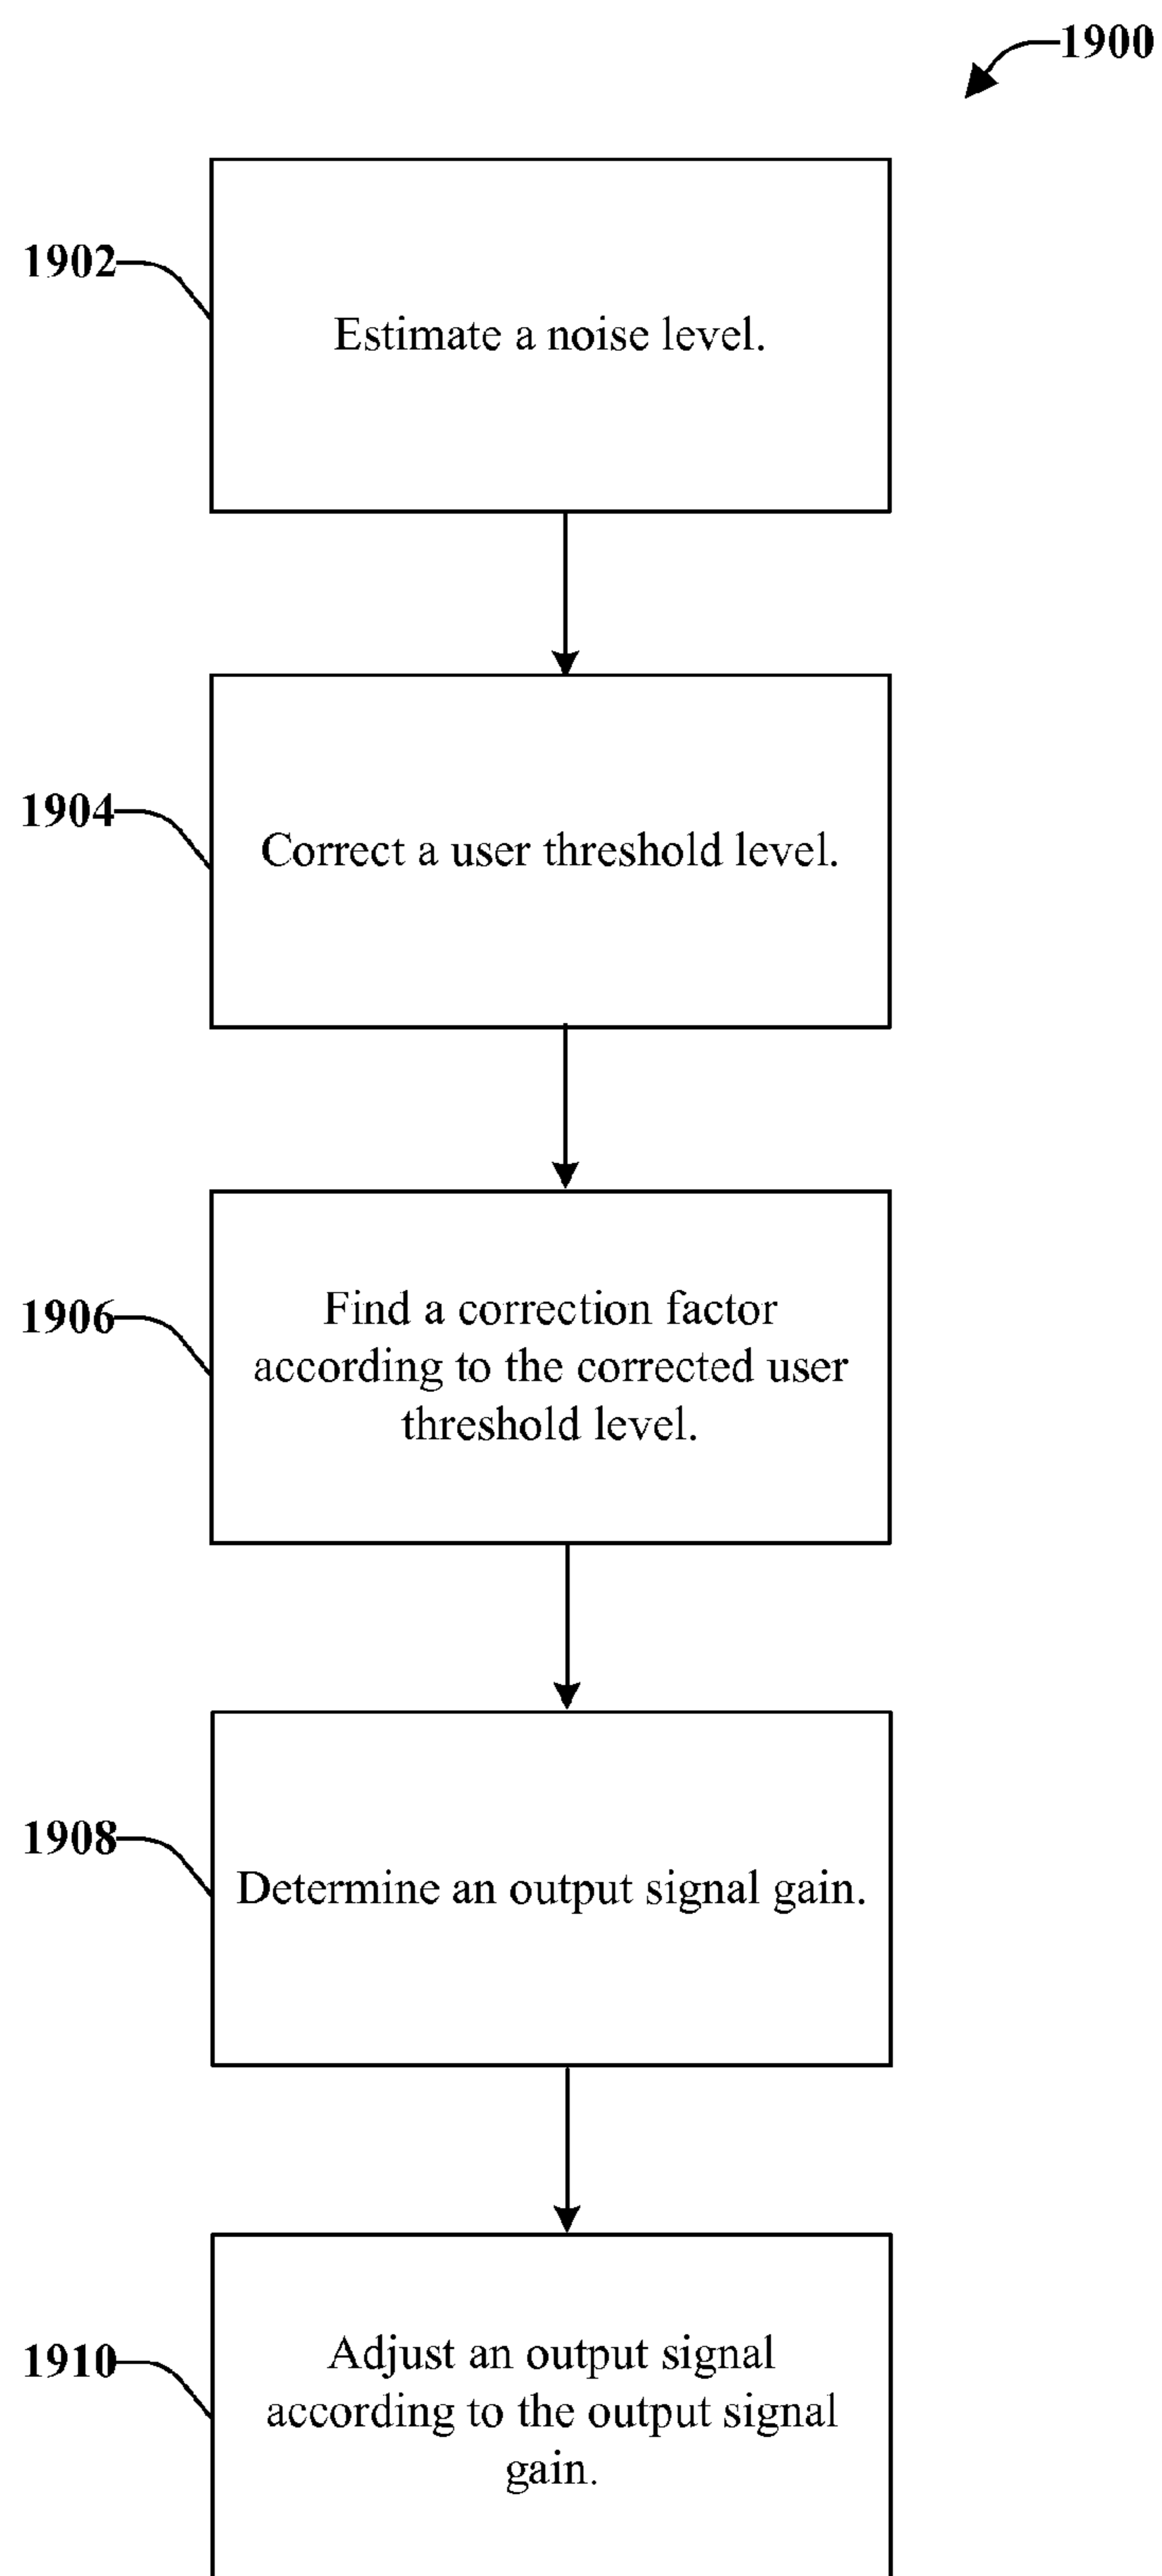 1900
1902
Estimate a noise level.
1904
Correct a user threshold level.
1906
Find a correction factor
according to the corrected user
threshold level.
1908
Determine an output signal gain.
1910
Adjust an output signal
according to the output signal
gain.